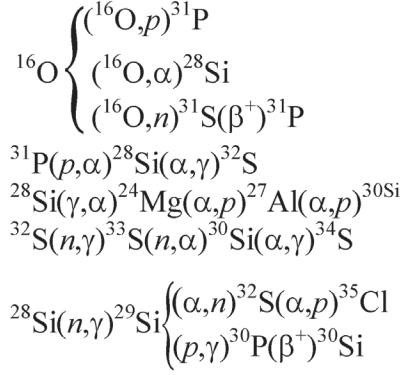 (¹⁶O,p)³¹P
¹⁶O { (¹⁶O,α)²⁸Si
(¹⁶O,n)³¹S(β⁺)³¹P
³¹P(p,α)²⁸Si(α,γ)³²S
²⁸Si(γ,α)²⁴Mg(α,p)²⁷Al(α,p)³⁰ˢⁱ
³²S(n,γ)³³S(n,α)³⁰Si(α,γ)³⁴S
²⁸Si(n,γ)²⁹Si { (α,n)³²S(α,p)³⁵Cl
(p,γ)³⁰P(β⁺)³⁰Si